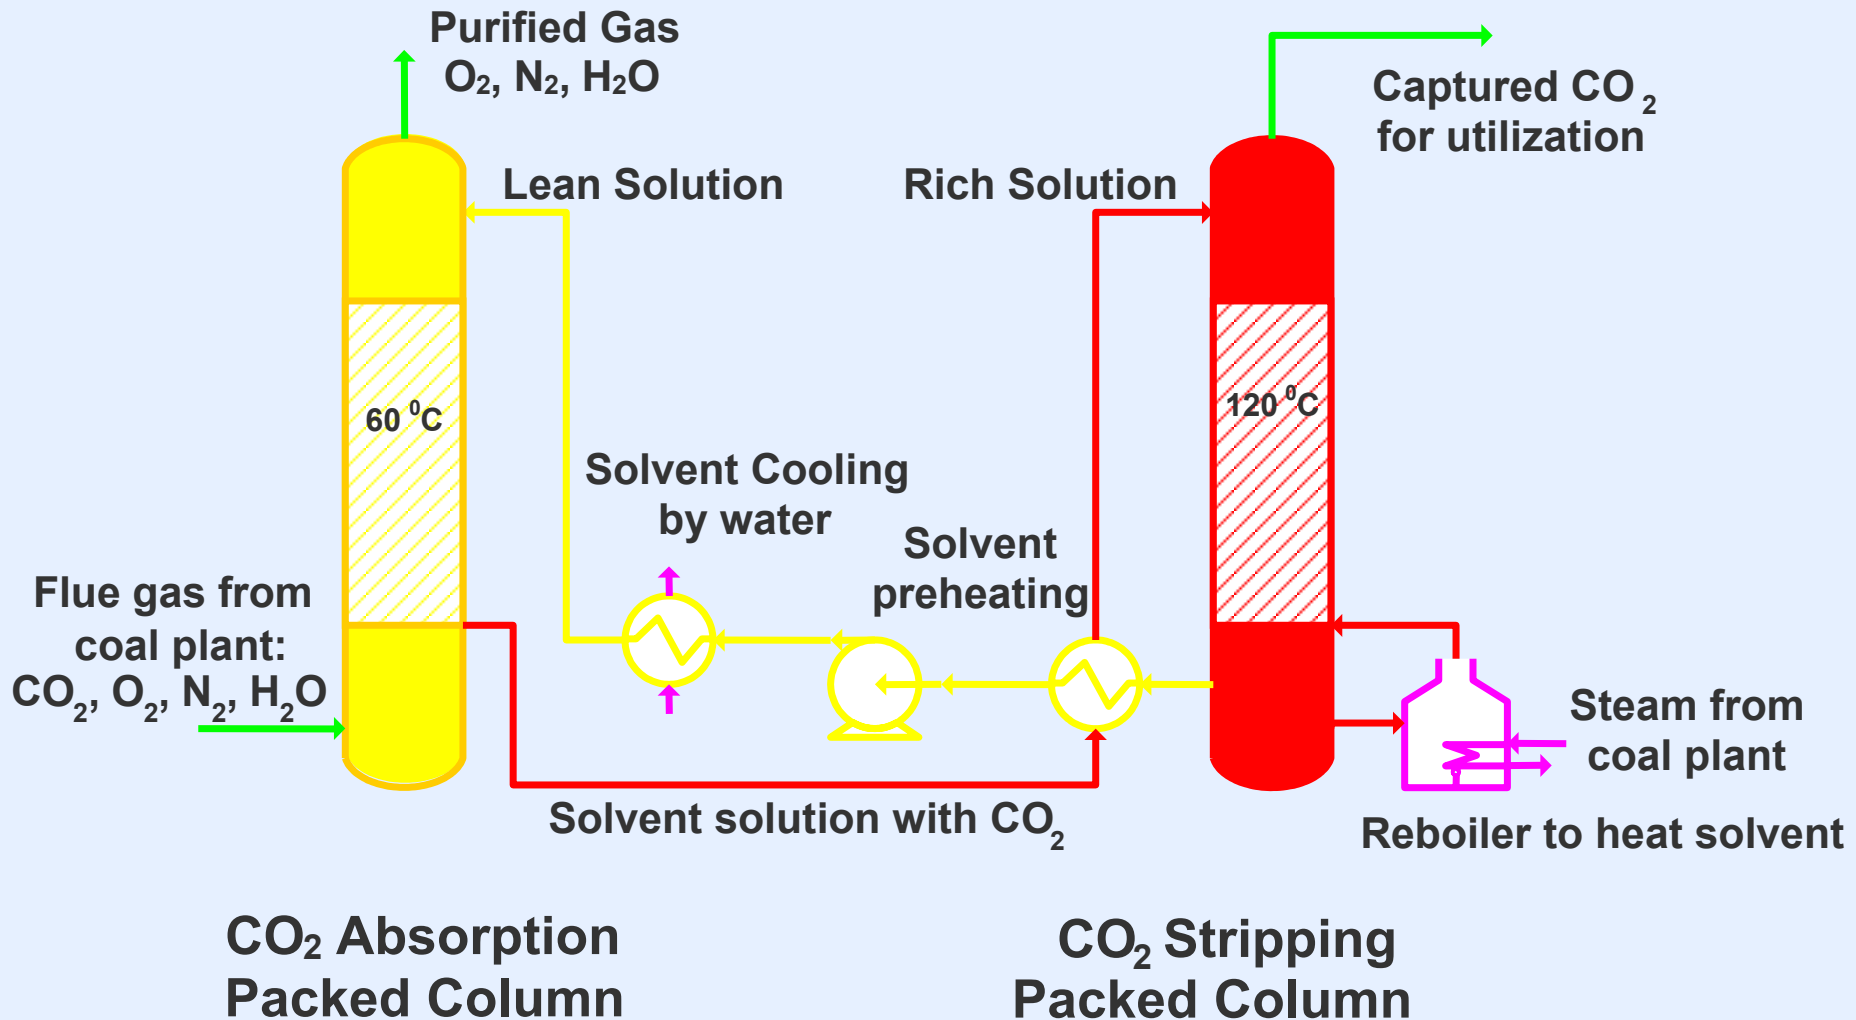 Purified Gas
O₂, N₂, H₂O
Captured CO₂
for utilization
Lean Solution
Rich Solution
60 ⁰C
120 ⁰C
Solvent Cooling
by water
Solvent
preheating
Flue gas from
coal plant:
CO₂, O₂, N₂, H₂O
Steam from
coal plant
Solvent solution with CO₂
Reboiler to heat solvent
CO₂ Absorption
Packed Column
CO₂ Stripping
Packed Column